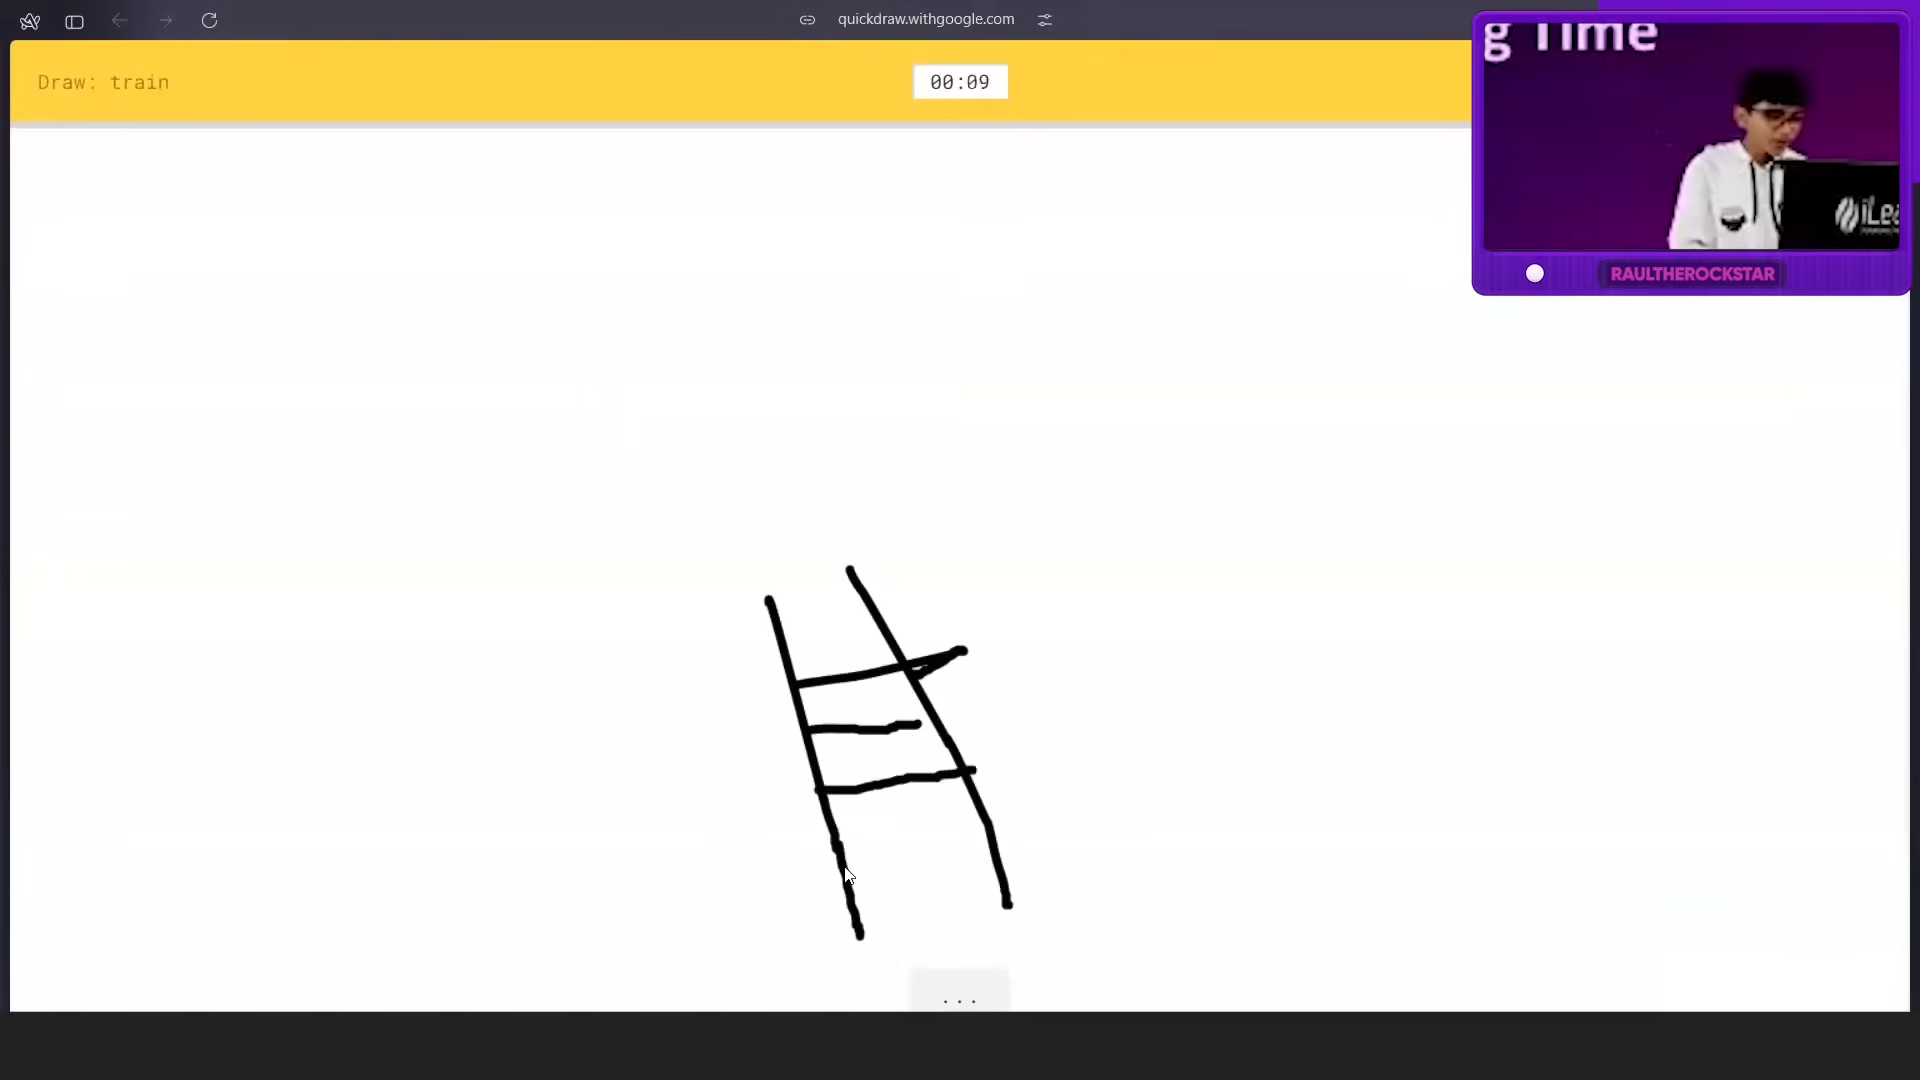 quickdraw.withgoogle.com
Draw: train
00:09
g Time
RAULTHEROCKSTAR
...